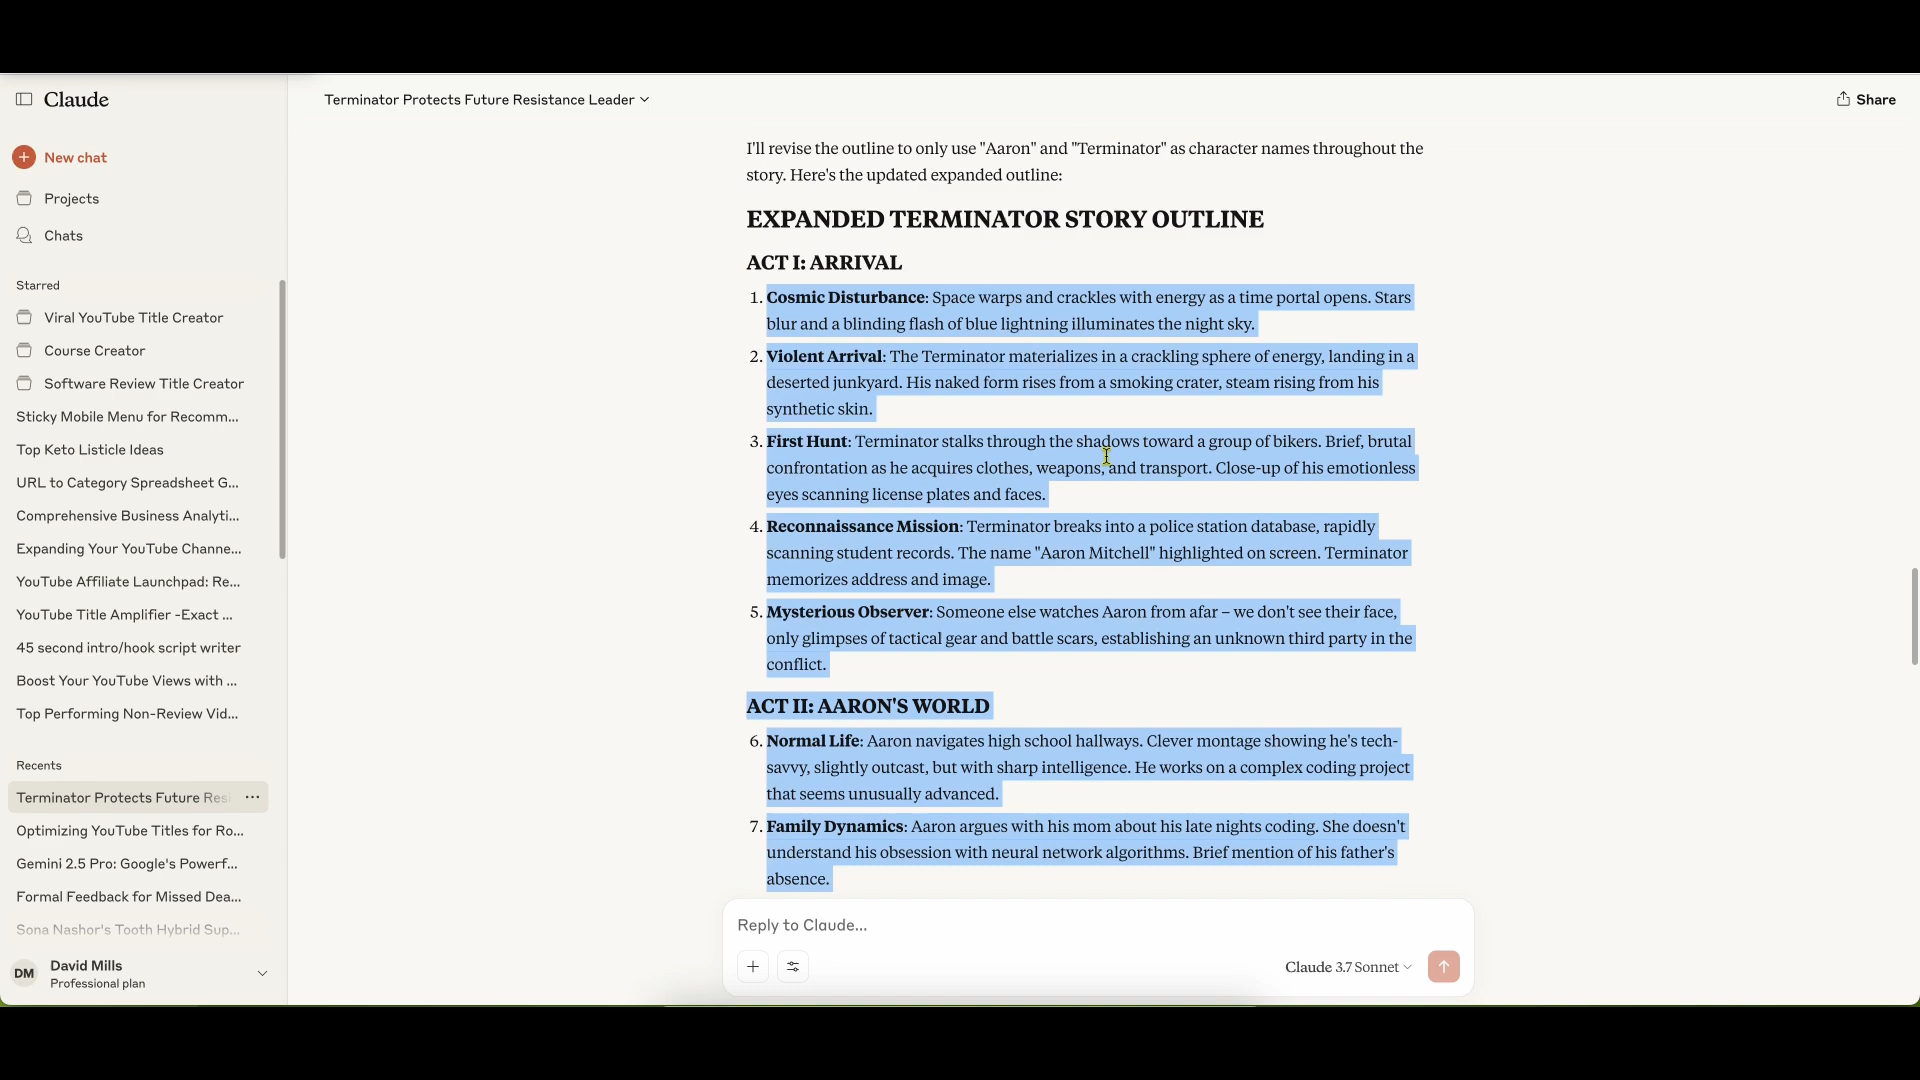 Claude
New chat
Projects
Chats
Starred
Viral YouTube Title Creator
Course Creator
Software Review Title Creator
Sticky Mobile Menu for Recomm...
Top Keto Listicle Ideas
URL to Category Spreadsheet G...
Comprehensive Business Analyti...
Expanding Your YouTube Channe...
YouTube Affiliate Launchpad: Re...
YouTube Title Amplifier -Exact ...
45 second intro/hook script writer
Boost Your YouTube Views with ...
Top Performing Non-Review Vid...
Recents
Terminator Protects Future Resi
Optimizing YouTube Titles for Ro...
Gemini 2.5 Pro: Google's Powerf...
Formal Feedback for Missed Dea...
Sona Nashor's Tooth Hybrid Sup...
DM
David Mills
Professional plan
Terminator Protects Future Resistance Leader
Share
I'll revise the outline to only use "Aaron" and "Terminator" as character names throughout the
story. Here's the updated expanded outline:
EXPANDED TERMINATOR STORY OUTLINE
ACT I: ARRIVAL
1. Cosmic Disturbance: Space warps and crackles with energy as a time portal opens. Stars
blur and a blinding flash of blue lightning illuminates the night sky.
2. Violent Arrival: The Terminator materializes in a crackling sphere of energy, landing in a
deserted junkyard. His naked form rises from a smoking crater, steam rising from his
synthetic skin.
3. First Hunt: Terminator stalks through the shadows toward a group of bikers. Brief, brutal
confrontation as he acquires clothes, weapons, and transport. Close-up of his emotionless
eyes scanning license plates and faces.
4. Reconnaissance Mission: Terminator breaks into a police station database, rapidly
scanning student records. The name "Aaron Mitchell" highlighted on screen. Terminator
memorizes address and image.
5. Mysterious Observer: Someone else watches Aaron from afar – we don't see their face,
only glimpses of tactical gear and battle scars, establishing an unknown third party in the
conflict.
ACT II: AARON'S WORLD
6. Normal Life: Aaron navigates high school hallways. Clever montage showing he's tech-
savvy, slightly outcast, but with sharp intelligence. He works on a complex coding project
that seems unusually advanced.
7. Family Dynamics: Aaron argues with his mom about his late nights coding. She doesn't
understand his obsession with neural network algorithms. Brief mention of his father's
absence.
Reply to Claude...
Claude 3.7 Sonnet